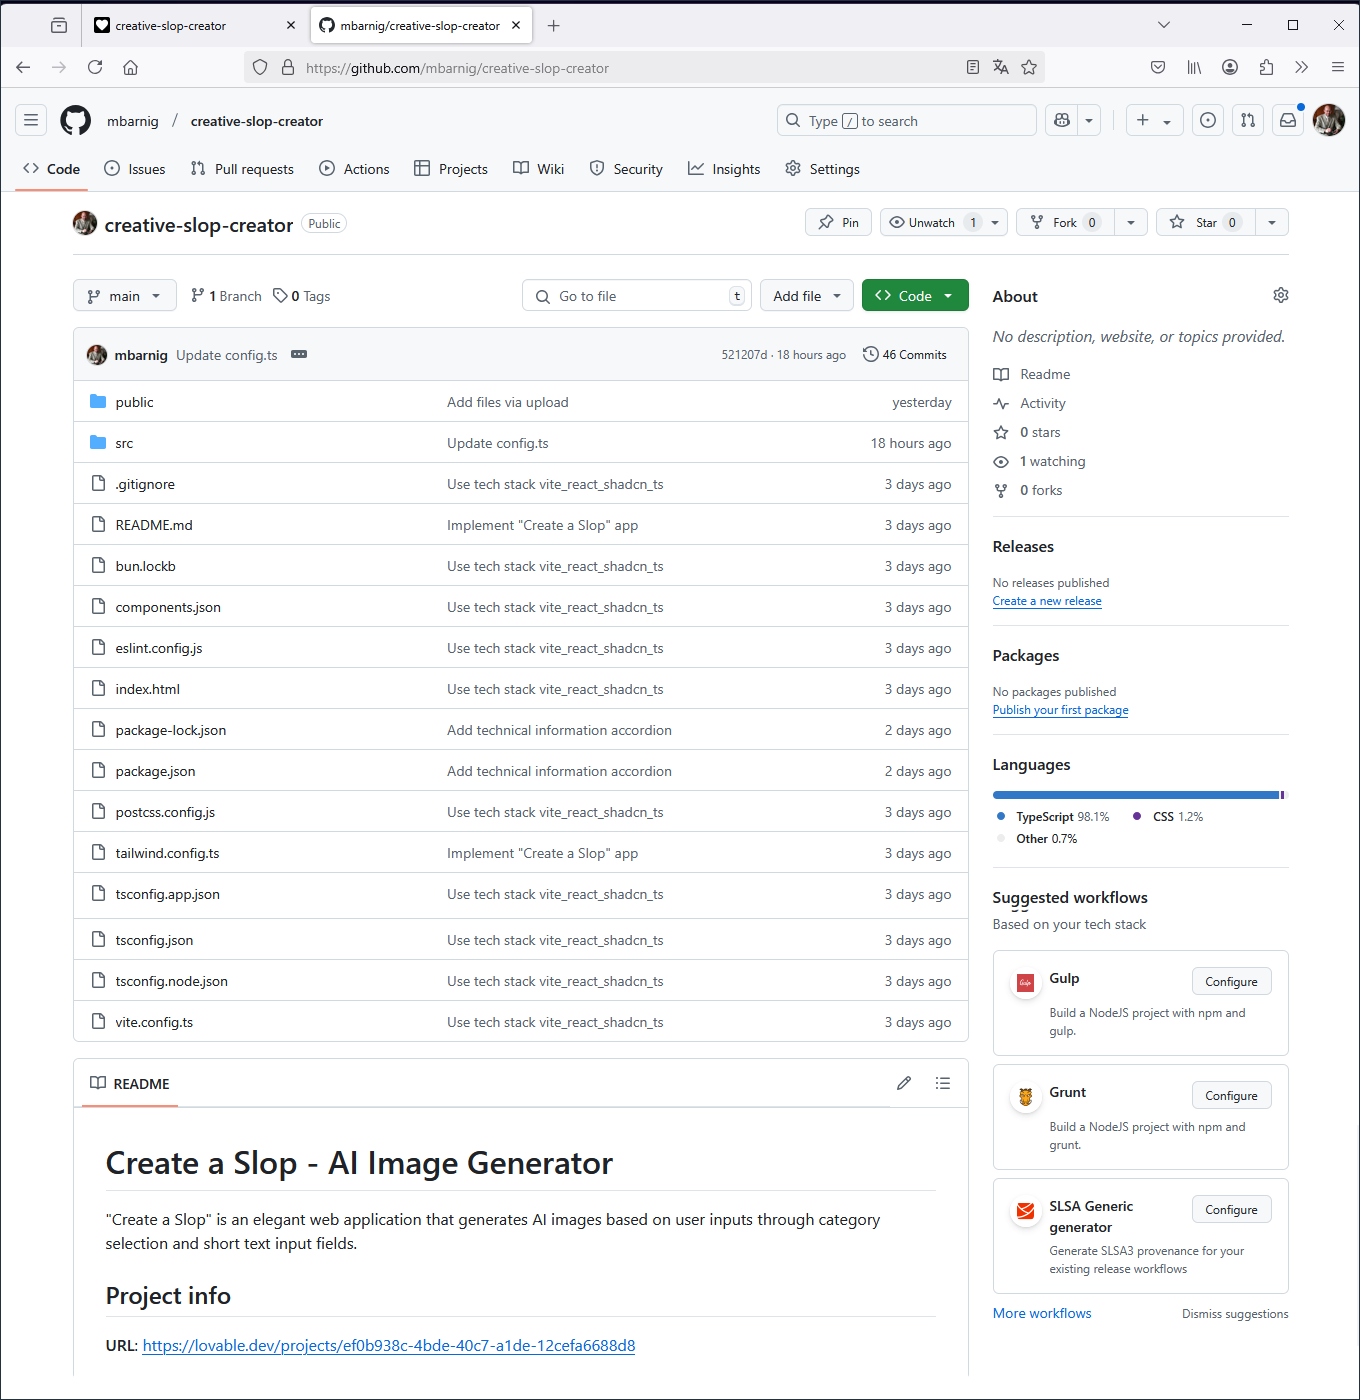 creative-slop-creator
mbarnig/creative-slop-creator
https://github.com/mbarnig/creative-slop-creator
mbarnig / creative-slop-creator
Type / to search
Code Issues Pull requests Actions Projects Wiki Security Insights Settings
creative-slop-creator Public
Pin Unwatch 1 Fork 0 Star 0
main 1 Branch 0 Tags Go to file t Add file Code
mbarnig Update config.ts 521207d · 18 hours ago 46 Commits
public Add files via upload yesterday
src Update config.ts 18 hours ago
.gitignore Use tech stack vite_react_shadcn_ts 3 days ago
README.md Implement "Create a Slop" app 3 days ago
bun.lockb Use tech stack vite_react_shadcn_ts 3 days ago
components.json Use tech stack vite_react_shadcn_ts 3 days ago
eslint.config.js Use tech stack vite_react_shadcn_ts 3 days ago
index.html Use tech stack vite_react_shadcn_ts 3 days ago
package-lock.json Add technical information accordion 2 days ago
package.json Add technical information accordion 2 days ago
postcss.config.js Use tech stack vite_react_shadcn_ts 3 days ago
tailwind.config.ts Implement "Create a Slop" app 3 days ago
tsconfig.app.json Use tech stack vite_react_shadcn_ts 3 days ago
tsconfig.json Use tech stack vite_react_shadcn_ts 3 days ago
tsconfig.node.json Use tech stack vite_react_shadcn_ts 3 days ago
vite.config.ts Use tech stack vite_react_shadcn_ts 3 days ago
README
Create a Slop - AI Image Generator
"Create a Slop" is an elegant web application that generates AI images based on user inputs through category
selection and short text input fields.
Project info
URL: https://lovable.dev/projects/ef0b938c-4bde-40c7-a1de-12cefa6688d8
About
No description, website, or topics provided.
Readme
Activity
0 stars
1 watching
0 forks
Releases
No releases published
Create a new release
Packages
No packages published
Publish your first package
Languages
TypeScript 98.1% CSS 1.2%
Other 0.7%
Suggested workflows
Based on your tech stack
Gulp Configure
Build a NodeJS project with npm and
gulp.
Grunt Configure
Build a NodeJS project with npm and
grunt.
SLSA Generic
generator
Configure
Generate SLSA3 provenance for your
existing release workflows
More workflows Dismiss suggestions